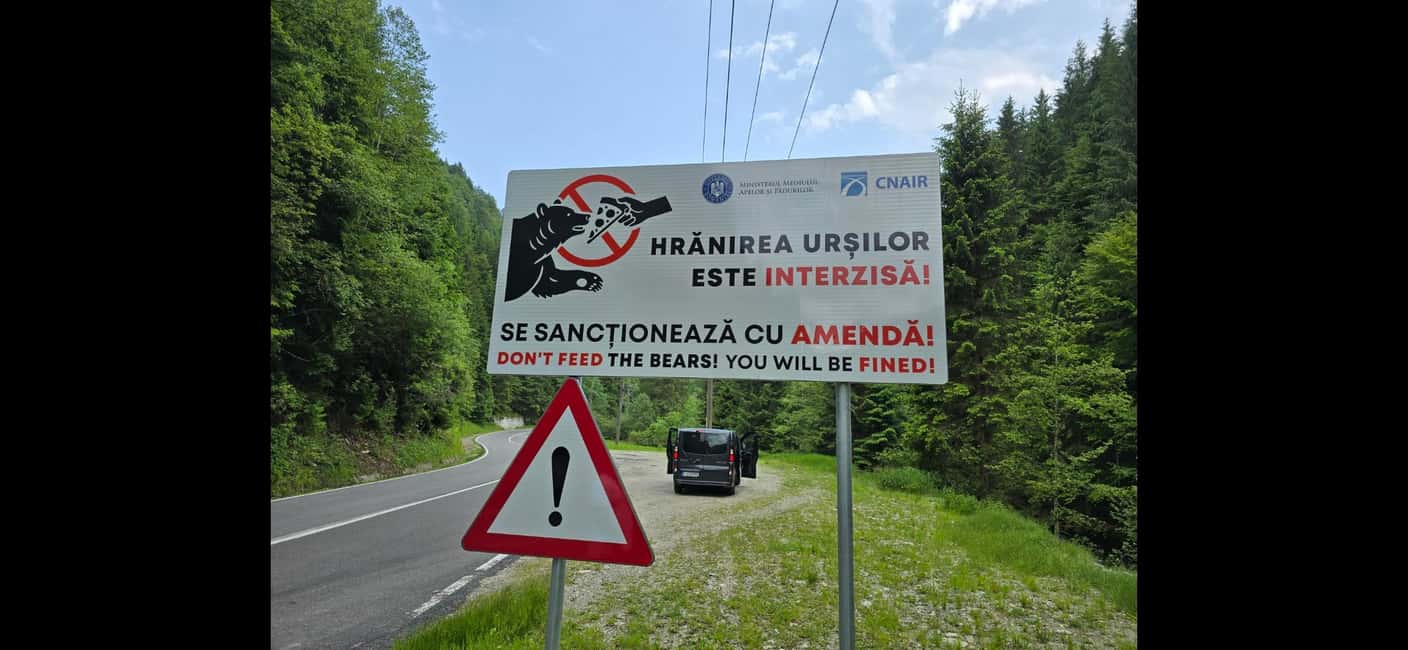 MINISTERUL MEDIULUI,
APELOR ȘI PĂDURILOR
CNAIR
HRĂNIREA URȘILOR
ESTE INTERZISĂ!
SE SANCȚIONEAZĂ CU AMENDĂ!
DON'T FEED THE BEARS! YOU WILL BE FINED!
!